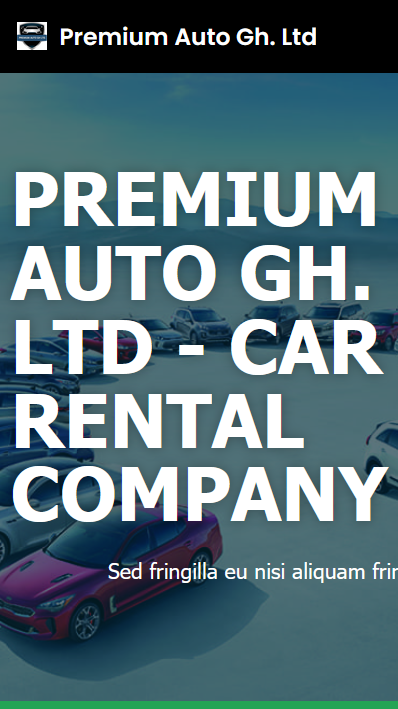 Premium Auto Gh. Ltd
PREMIUM
AUTO GH.
LTD - CAR
RENTAL
COMPANY
Sed fringilla eu nisi aliquam frin